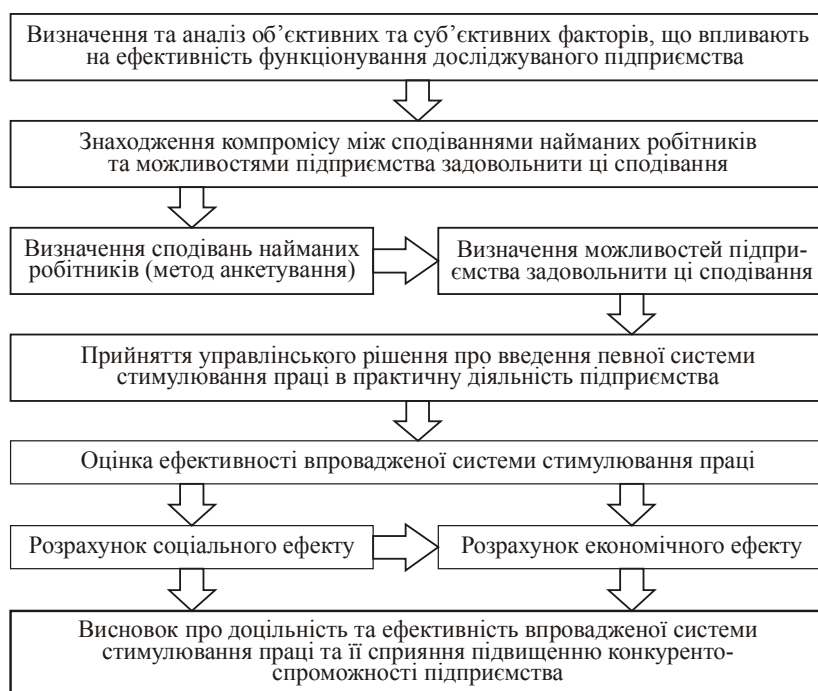 Визначення та аналіз об’єктивних та суб’єктивних факторів, що впливають
на ефективність функціонування досліджуваного підприємства
Знаходження компромісу між сподіваннями найманих робітників
та можливостями підприємства задовольнити ці сподівання
Визначення сподівань найманих
робітників (метод анкетування)
Визначення можливостей підпри-
ємства задовольнити ці сподівання
Прийняття управлінського рішення про введення певної системи
стимулювання праці в практичну діяльність підприємства
Оцінка ефективності впровадженої системи стимулювання праці
Розрахунок соціального ефекту
Розрахунок економічного ефекту
Висновок про доцільність та ефективність впровадженої системи
стимулювання праці та її сприяння підвищенню конкуренто-
спроможності підприємства